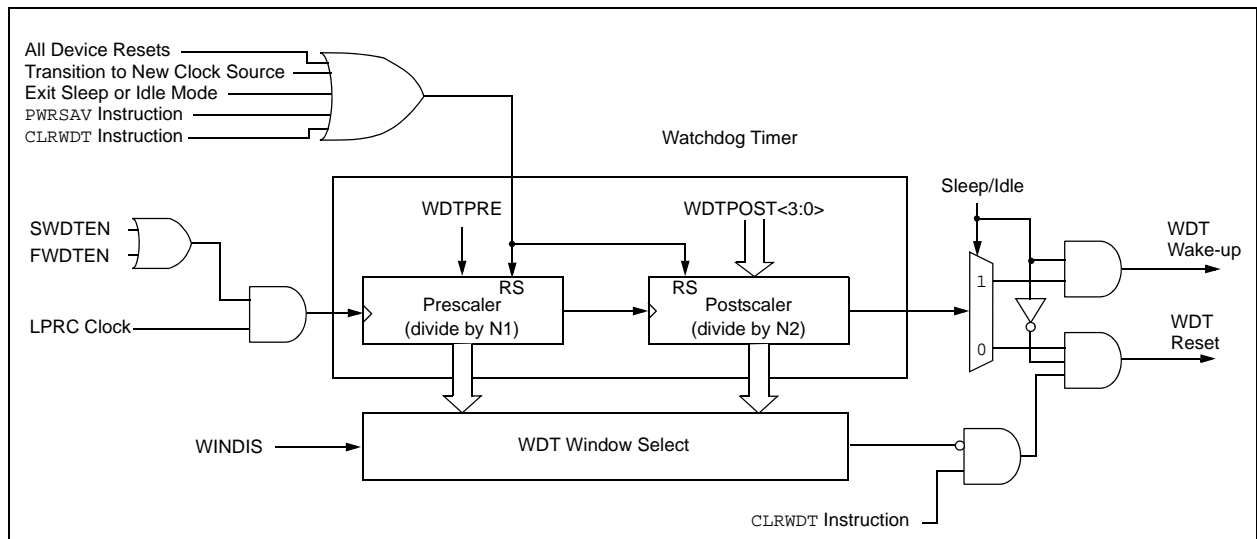 All Device Resets
Transition to New Clock Source
Exit Sleep or Idle Mode
PWRSAV Instruction
CLRWDT Instruction
Watchdog Timer
Sleep/Idle
WDTPRE
WDTPOST<3:0>
SWDTEN
FWDTEN
WDT
Wake-up
RS
RS
1
Prescaler
(divide by N1)
Postscaler
(divide by N2)
LPRC Clock
0
WDT
Reset
WINDIS
WDT Window Select
CLRWDT Instruction